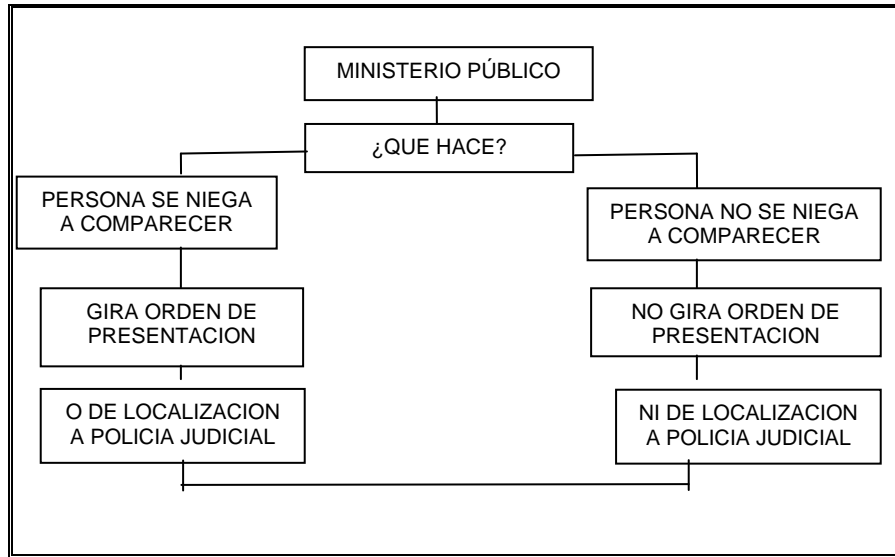 MINISTERIO PÚBLICO
¿QUE HACE?
PERSONA SE NIEGA
A COMPARECER
GIRA ORDEN DE
PRESENTACION
O DE LOCALIZACION
A POLICIA JUDICIAL
PERSONA NO SE NIEGA
A COMPARECER
NO GIRA ORDEN DE
PRESENTACION
NI DE LOCALIZACION
A POLICIA JUDICIAL